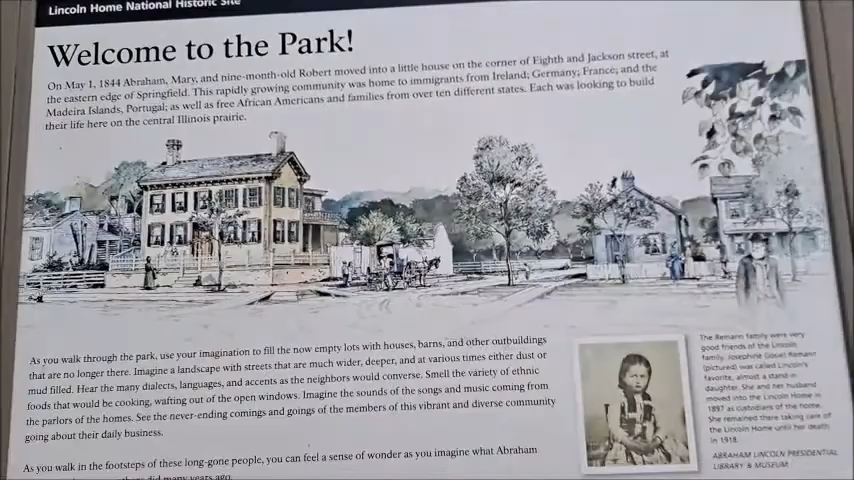 Lincoln Home National Historic Site
Welcome to the Park!
On May 1, 1844 Abraham, Mary, and nine-month-old Robert moved into a little house on the corner of Eighth and Jackson street, at
the eastern edge of Springfield. This rapidly growing community was home to immigrants from Ireland; Germany; France; and the
Madeira Islands, Portugal; as well as free African Americans and families from over ten different states. Each was looking to build
their life here on the central Illinois prairie.
As you walk through the park, use your imagination to fill the now empty lots with houses, barns, and other outbuildings
that are no longer there. Imagine a landscape with streets that are much wider, deeper, and at various times either dust or
mud filled. Hear the many dialects, languages, and accents as the neighbors would converse. Smell the variety of ethnic
foods that would be cooking, wafting out of the open windows. Imagine the sounds of the songs and music coming from
the parlors of the homes. See the never-ending comings and goings of the members of this vibrant and diverse community
going about their daily business.
As you walk in the footsteps of these long-gone people, you can feel a sense of wonder as you imagine what Abraham
did many years ago.
The Remann family were very
good friends of the Lincoln
family. Josephine (Josie) Remann
(pictured) was called Lincoln's
favorite, almost a stand in
daughter. She and her husband
moved into the Lincoln Home in
1897 as custodians of the home.
She remained there taking care of
the Lincoln Home until her death
in 1918.
ABRAHAM LINCOLN PRESIDENTIAL
LIBRARY & MUSEUM